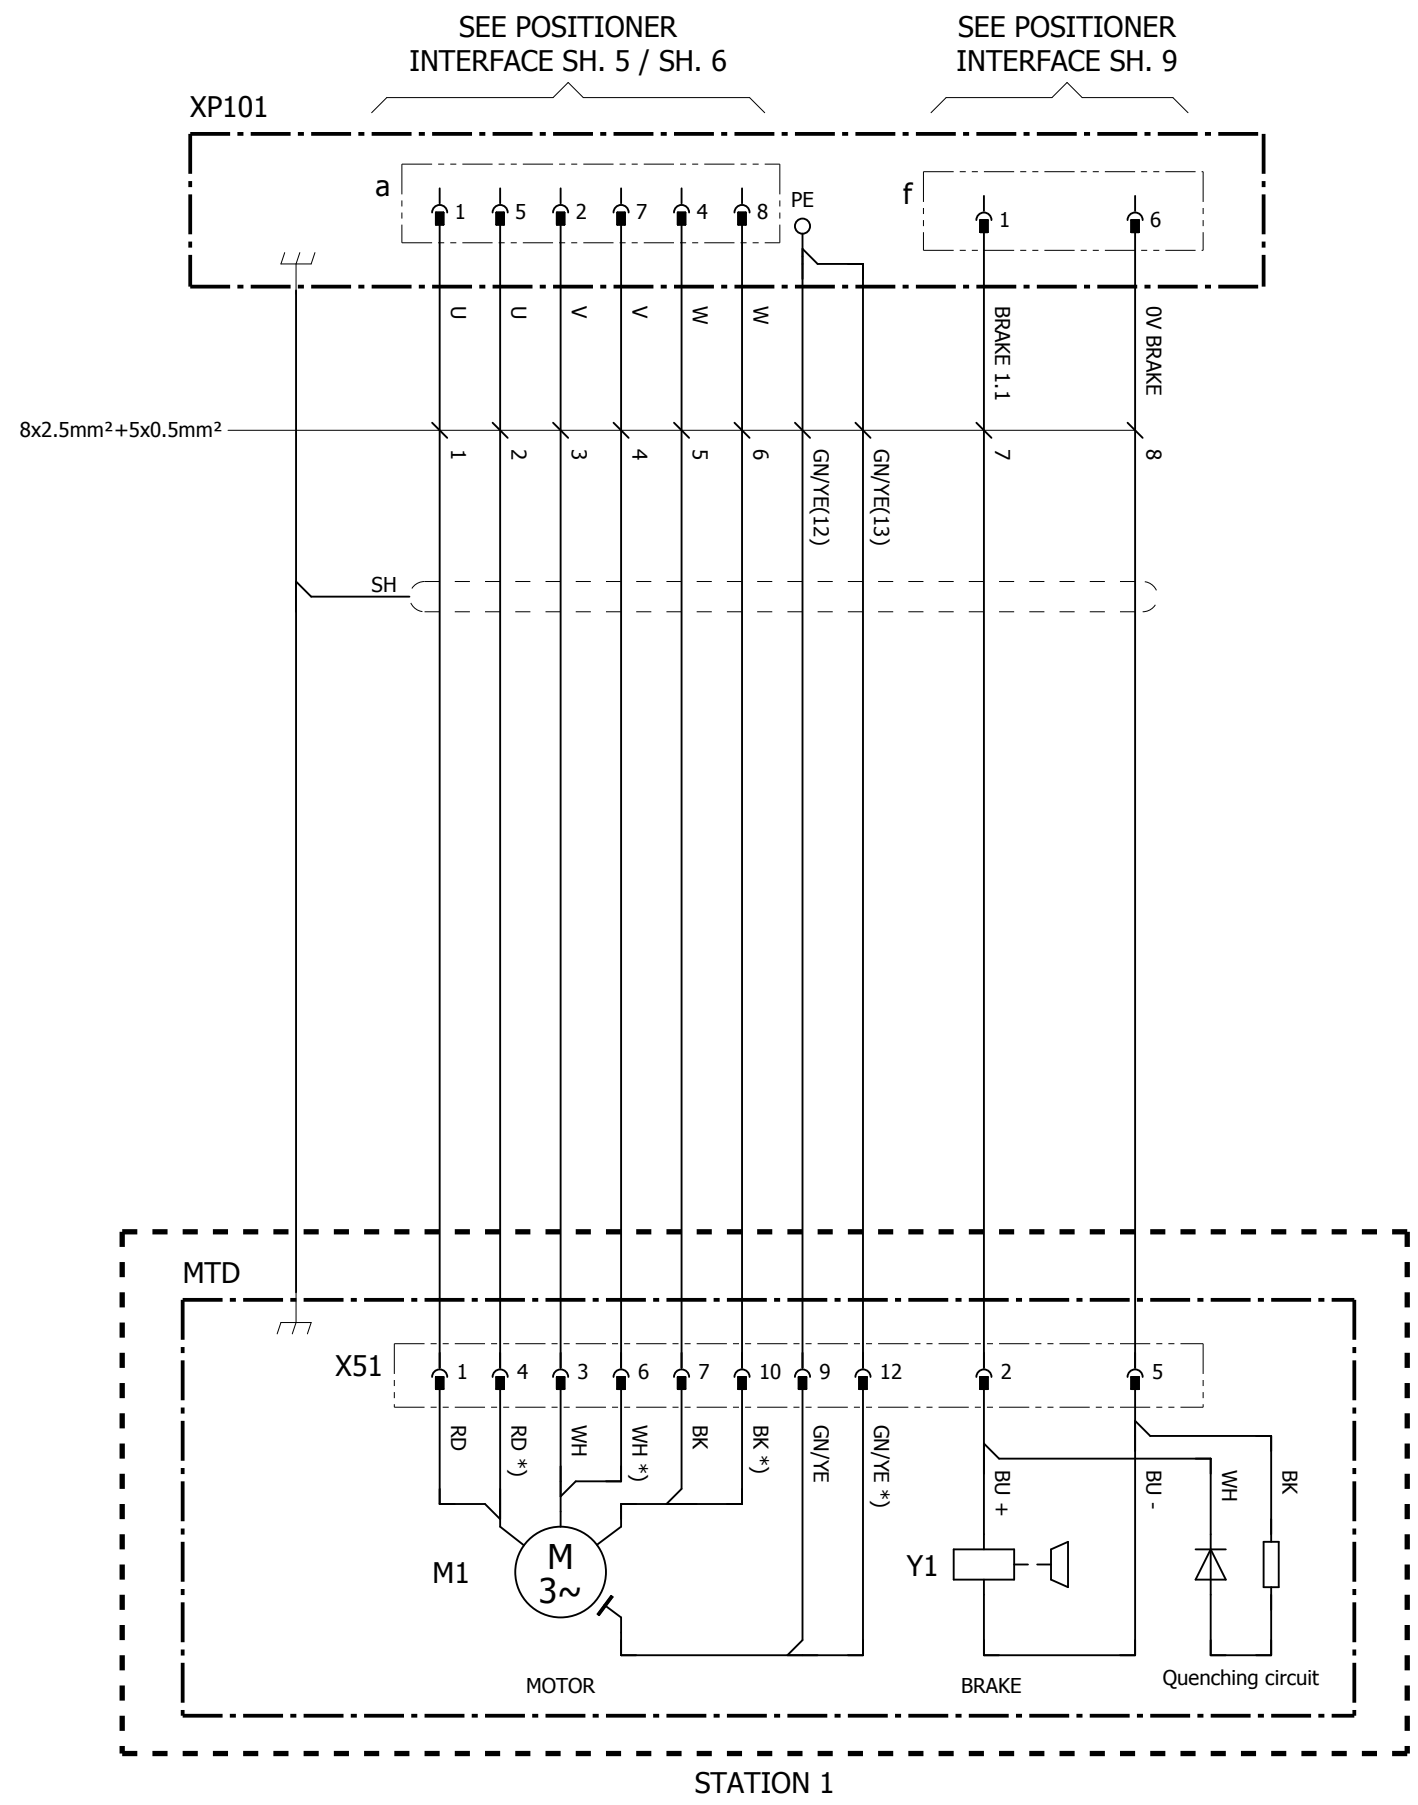 SEE POSITIONER
INTERFACE SH. 5 / SH. 6
SEE POSITIONER
INTERFACE SH. 9
XP101
a
1
5
2
7
4
8
PE
f
1
6
U
U
V
V
W
W
BRAKE 1.1
0V BRAKE
8x2.5mm²+5x0.5mm²
1
2
3
4
5
6
GN/YE(12)
GN/YE(13)
7
8
SH
MTD
X51
1
4
3
6
7
10
9
12
2
5
RD
RD *)
WH
WH *)
BK
BK *)
GN/YE
GN/YE *)
BU +
BU -
WH
BK
M1
M
3~
Y1
MOTOR
BRAKE
Quenching circuit
STATION 1